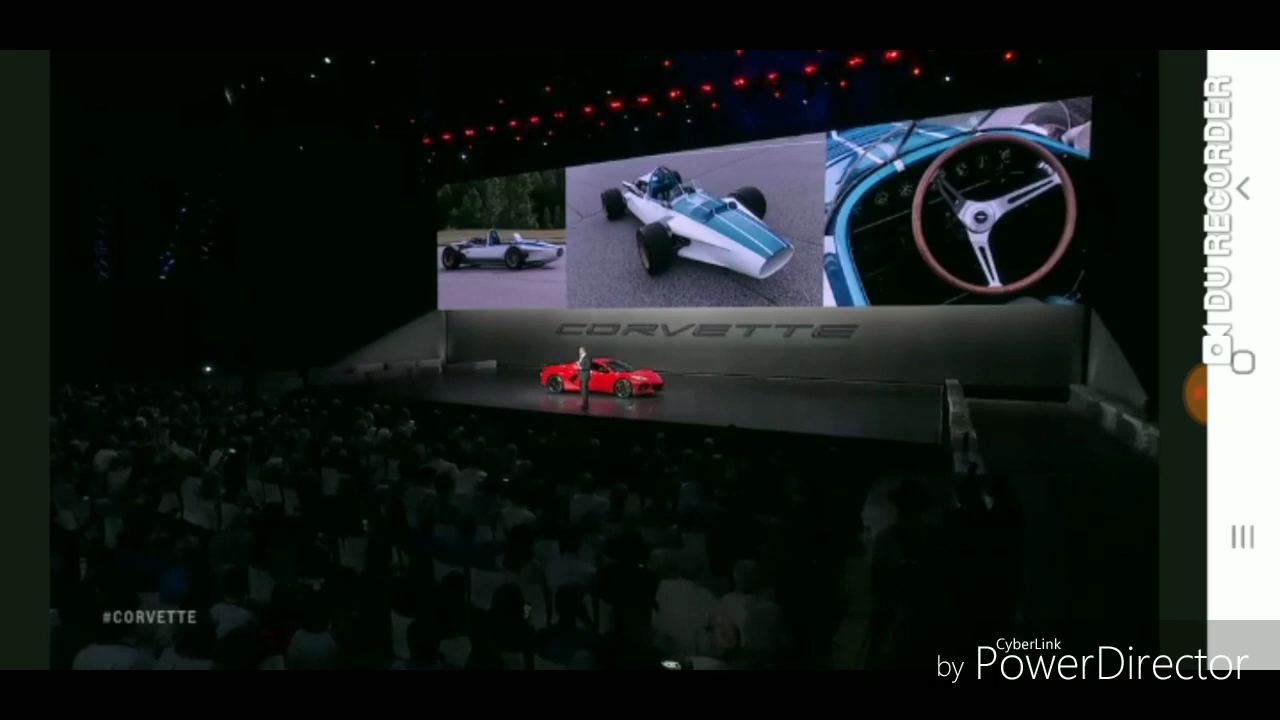 DU RECORDER
CORVETTE
#CORVETTE
CyberLink
by PowerDirector